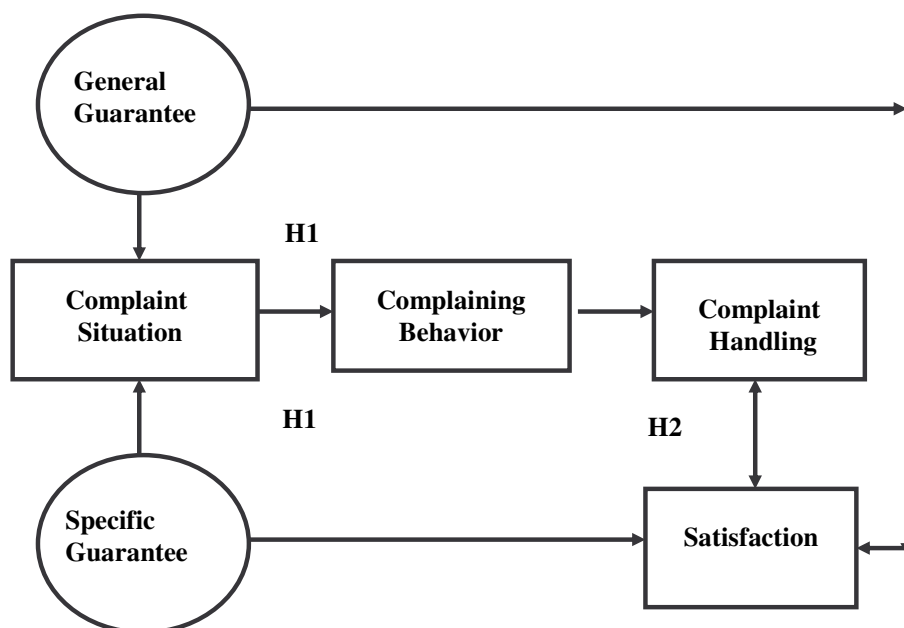 General
Guarantee
H1
Complaint
Situation
Complaining
Behavior
Complaint
Handling
H1
H2
Specific
Guarantee
Satisfaction